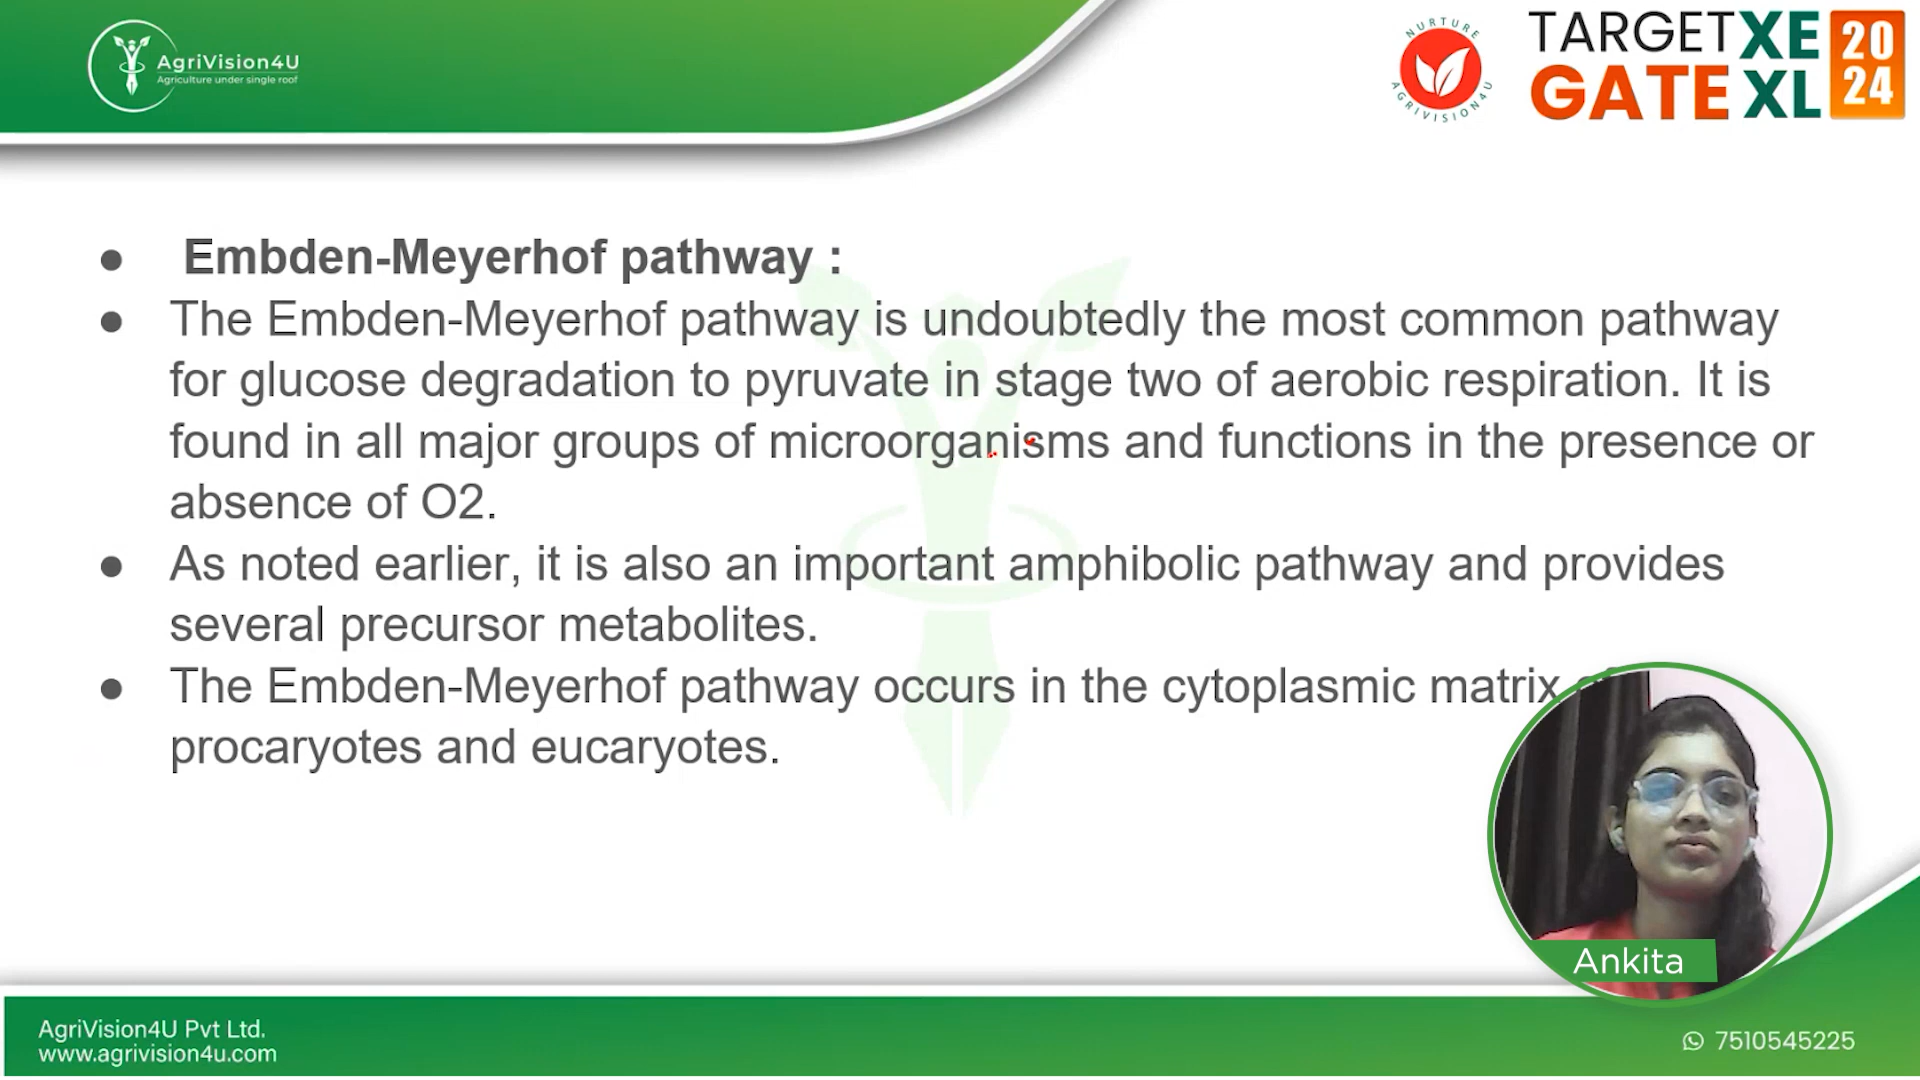 AgriVision4U
Agriculture under single roof
NURTURE
AGRIVISION4U
TARGET XE
GATE XL
20
24
● Embden-Meyerhof pathway :
● The Embden-Meyerhof pathway is undoubtedly the most common pathway
for glucose degradation to pyruvate in stage two of aerobic respiration. It is
found in all major groups of microorganisms and functions in the presence or
absence of O2.
● As noted earlier, it is also an important amphibolic pathway and provides
several precursor metabolites.
● The Embden-Meyerhof pathway occurs in the cytoplasmic matrix
procaryotes and eucaryotes.
Ankita
AgriVision4U Pvt Ltd.
www.agrivision4u.com
7510545225